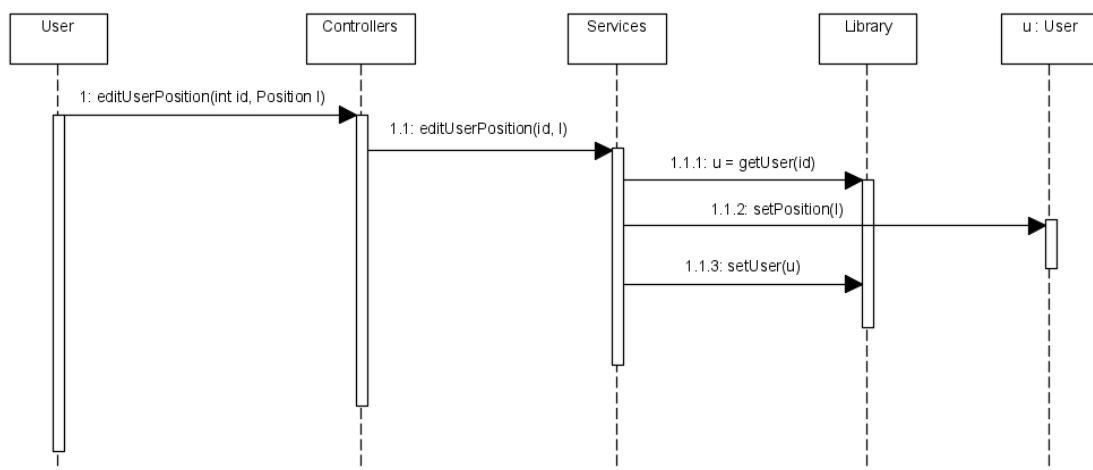 User
Controllers
Services
Library
u : User
1: editUserPosition(int id, Position l)
1.1: editUserPosition(id, l)
1.1.1: u = getUser(id)
1.1.2: setPosition(l)
1.1.3: setUser(u)